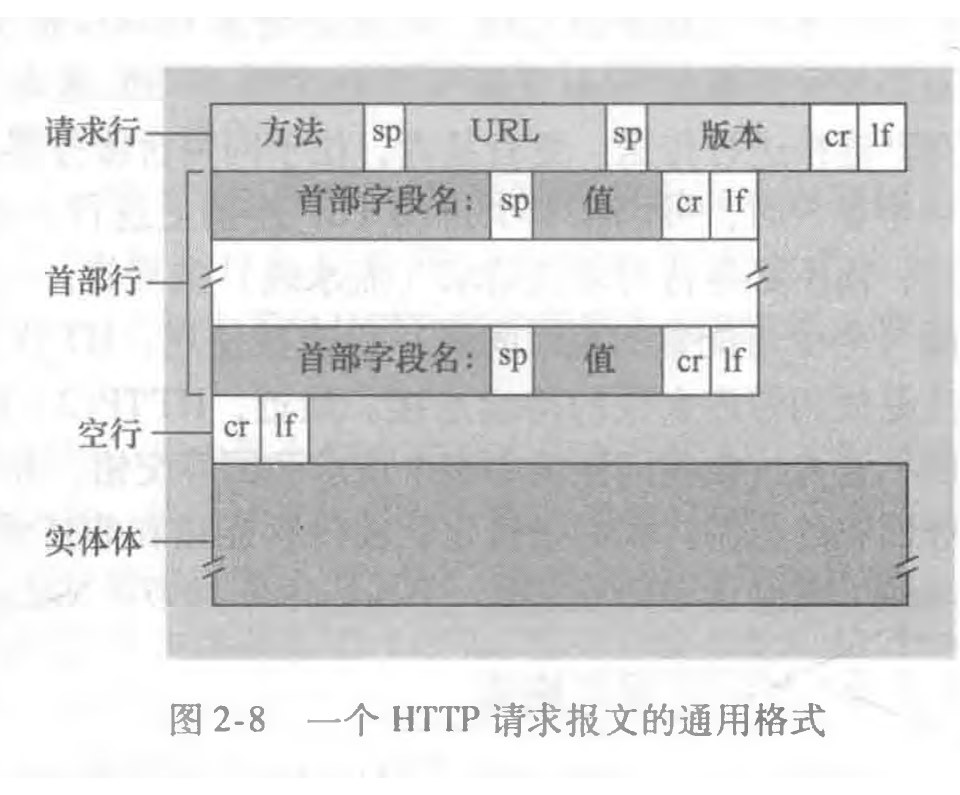 请求行 方法 sp URL sp 版本 cr lf
首部字段名: sp 值 cr lf
首部行
首部字段名: sp 值 cr lf
空行 cr lf
实体体
图 2-8 一个 HTTP 请求报文的通用格式